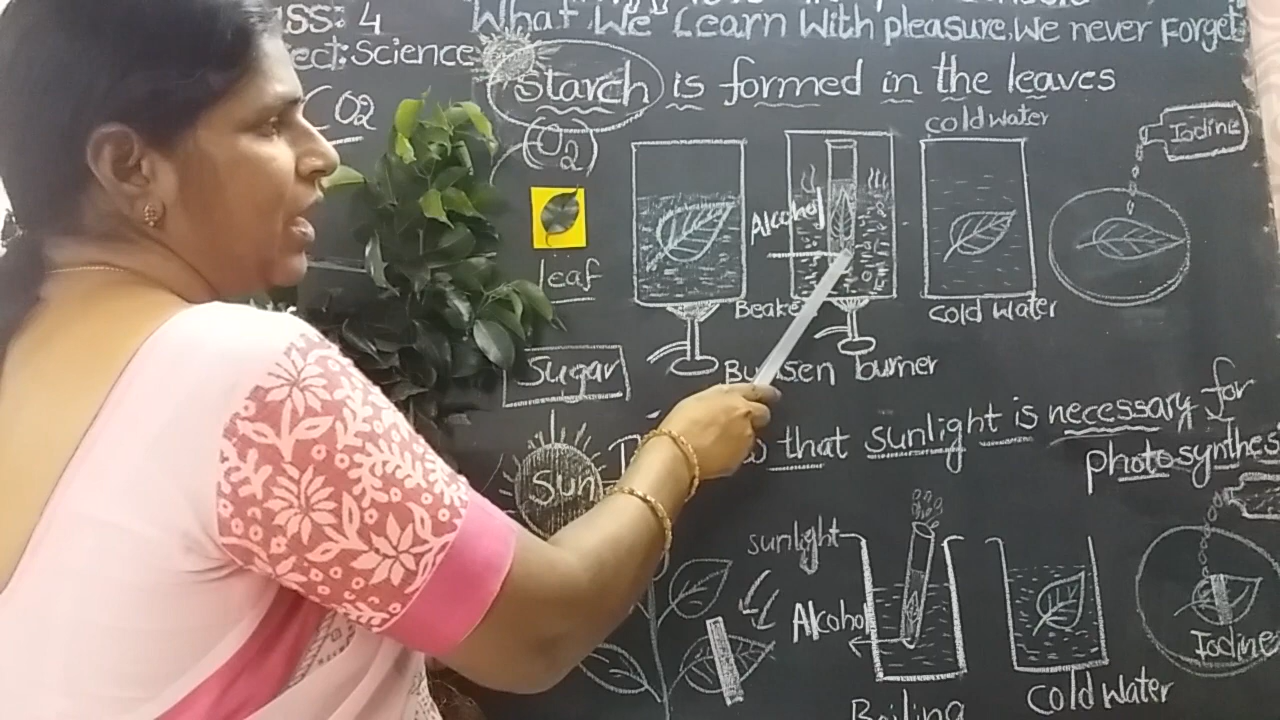 SS: 4
What We Learn With pleasure, We never Forget
ect: Science
CO2
Starch is formed in the leaves
(O2)
cold water
Iodine
Alcohol
leaf
Beake
cold water
Sugar
Bunsen burner
that sunlight is necessary for
photosynthesi
Sun
sunlight
Alcohol
Iodine
Boiling
Cold Water